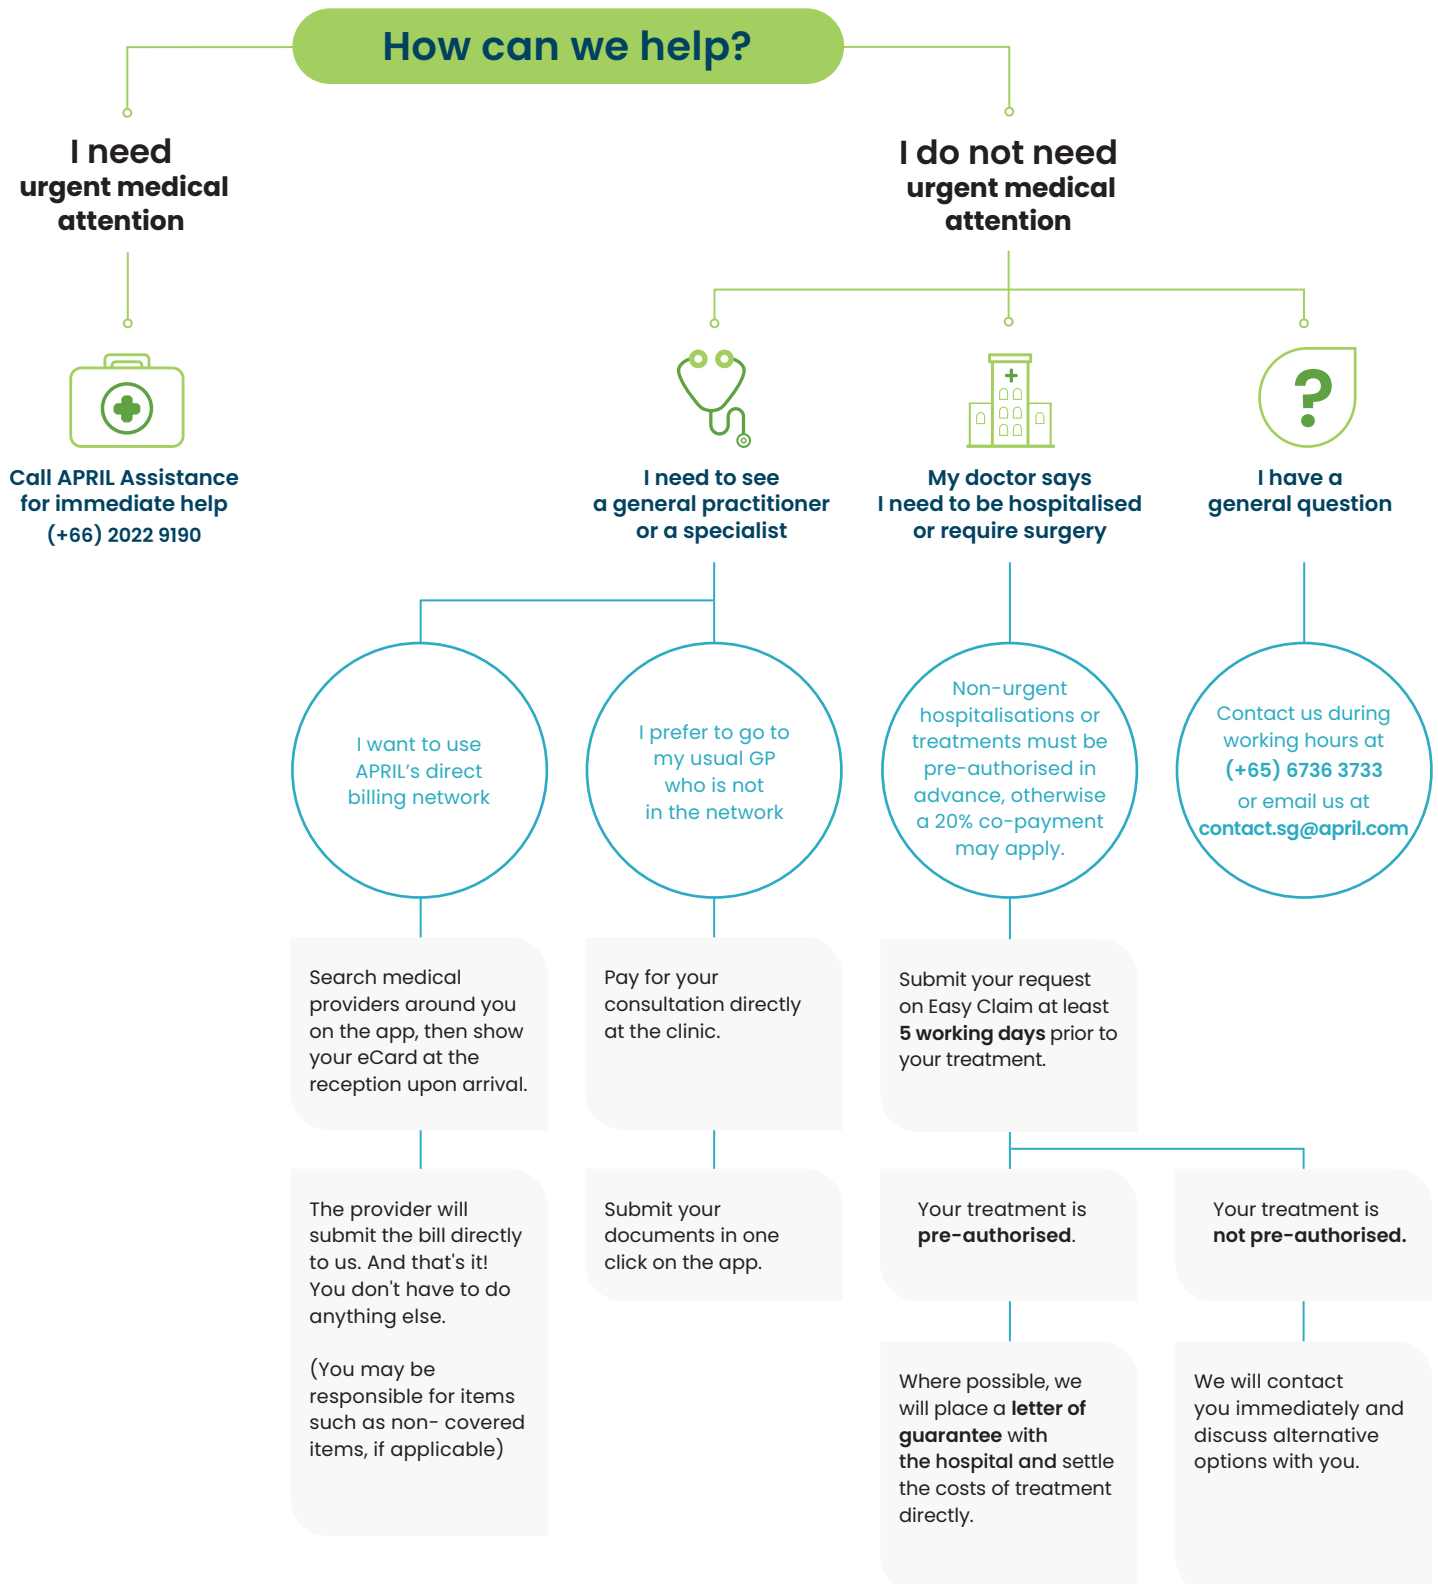 How can we help?
I need
urgent medical
attention
Call APRIL Assistance
for immediate help
(+66) 2022 9190
I do not need
urgent medical
attention
I need to see
a general practitioner
or a specialist
I want to use
APRIL’s direct
billing network
Search medical
providers around you
on the app, then show
your eCard at the
reception upon arrival.
The provider will
submit the bill directly
to us. And that's it!
You don't have to do
anything else.
(You may be
responsible for items
such as non- covered
items, if applicable)
I prefer to go to
my usual GP
who is not
in the network
Pay for your
consultation directly
at the clinic.
Submit your
documents in one
click on the app.
My doctor says
I need to be hospitalised
or require surgery
Non-urgent
hospitalisations or
treatments must be
pre-authorised in
advance, otherwise
a 20% co-payment
may apply.
Submit your request
on Easy Claim at least
5 working days prior to
your treatment.
Your treatment is
pre-authorised.
Where possible, we
will place a letter of
guarantee with
the hospital and settle
the costs of treatment
directly.
Your treatment is
not pre-authorised.
We will contact
you immediately and
discuss alternative
options with you.
I have a
general question
?
Contact us during
working hours at
(+65) 6736 3733
or email us at
contact.sg@april.com